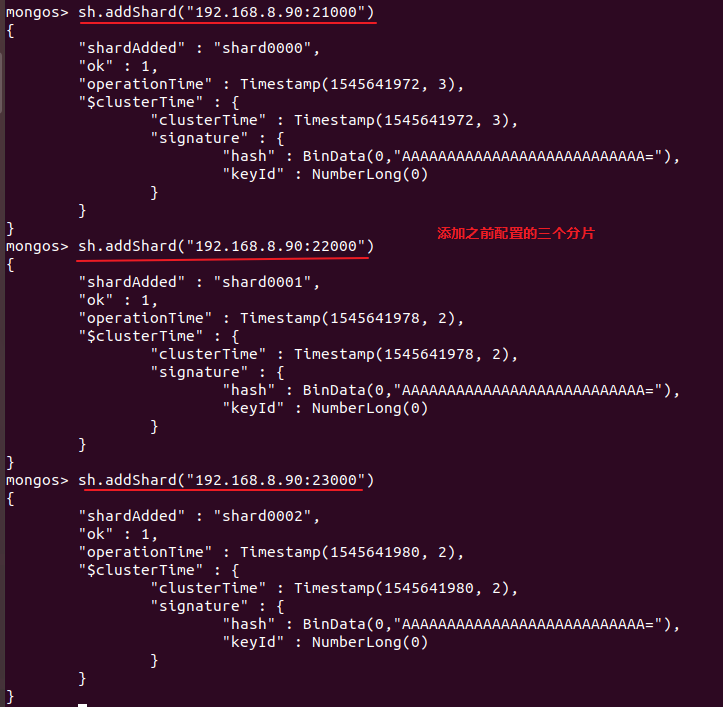 mongos> sh.addShard("192.168.8.90:21000")
{
        "shardAdded" : "shard0000",
        "ok" : 1,
        "operationTime" : Timestamp(1545641972, 3),
        "$clusterTime" : {
                "clusterTime" : Timestamp(1545641972, 3),
                "signature" : {
                        "hash" : BinData(0,"AAAAAAAAAAAAAAAAAAAAAAAAAAA="),
                        "keyId" : NumberLong(0)
                }
        }
}
添加之前配置的三个分片
mongos> sh.addShard("192.168.8.90:22000")
{
        "shardAdded" : "shard0001",
        "ok" : 1,
        "operationTime" : Timestamp(1545641978, 2),
        "$clusterTime" : {
                "clusterTime" : Timestamp(1545641978, 2),
                "signature" : {
                        "hash" : BinData(0,"AAAAAAAAAAAAAAAAAAAAAAAAAAA="),
                        "keyId" : NumberLong(0)
                }
        }
}
mongos> sh.addShard("192.168.8.90:23000")
{
        "shardAdded" : "shard0002",
        "ok" : 1,
        "operationTime" : Timestamp(1545641980, 2),
        "$clusterTime" : {
                "clusterTime" : Timestamp(1545641980, 2),
                "signature" : {
                        "hash" : BinData(0,"AAAAAAAAAAAAAAAAAAAAAAAAAAA="),
                        "keyId" : NumberLong(0)
                }
        }
}